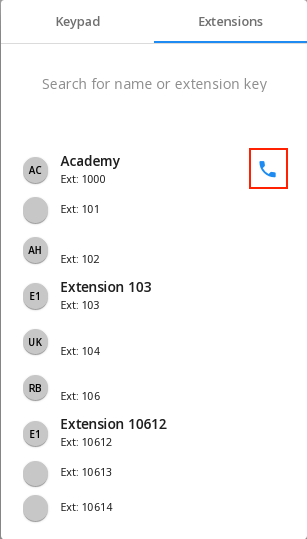 Keypad Extensions
Search for name or extension key
AC Academy
Ext: 1000
Ext: 101
AH
Ext: 102
E1 Extension 103
Ext: 103
UK
Ext: 104
RB
Ext: 106
E1 Extension 10612
Ext: 10612
Ext: 10613
Ext: 10614